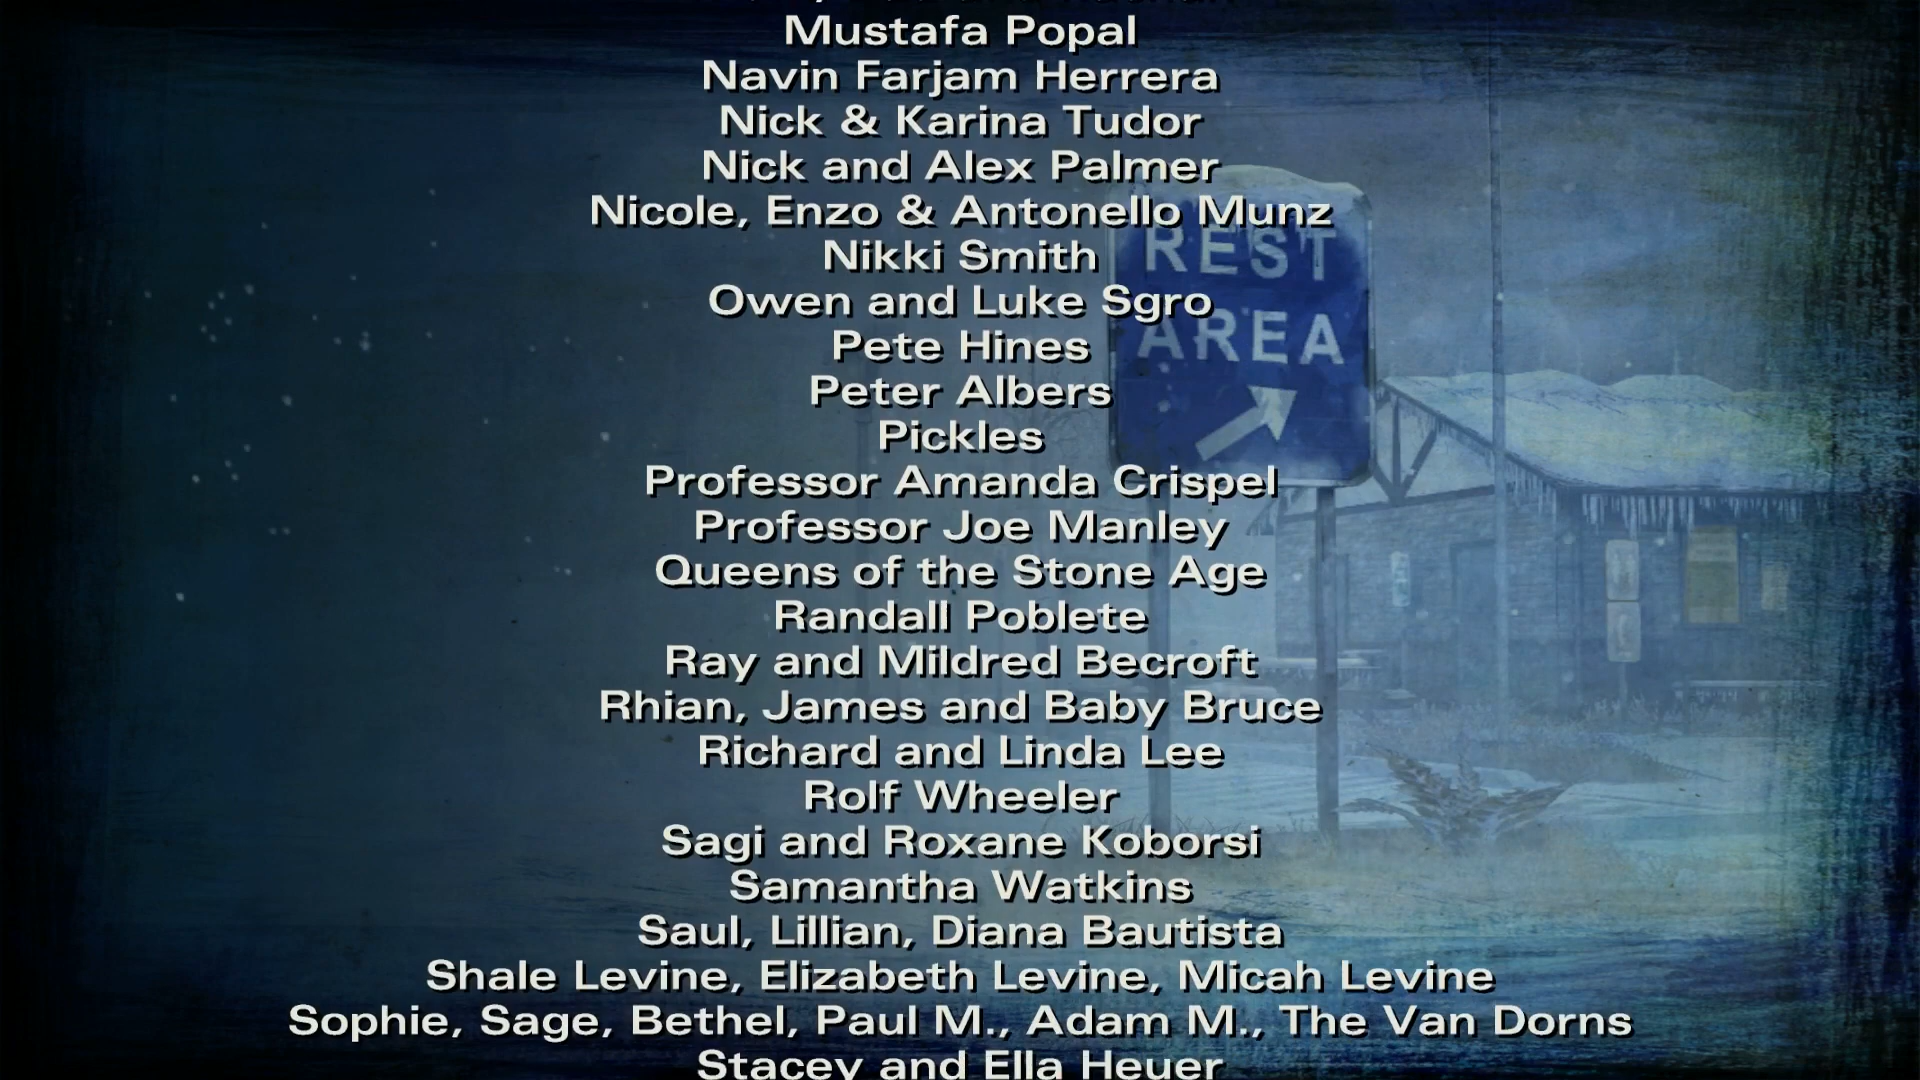 Mustafa Popal
Navin Farjam Herrera
Nick & Karina Tudor
Nick and Alex Palmer
Nicole, Enzo & Antonello Munz
Nikki Smith
Owen and Luke Sgro
Pete Hines
Peter Albers
Pickles
Professor Amanda Crispel
Professor Joe Manley
Queens of the Stone Age
Randall Poblete
Ray and Mildred Becroft
Rhian, James and Baby Bruce
Richard and Linda Lee
Rolf Wheeler
Sagi and Roxane Koborsi
Samantha Watkins
Saul, Lillian, Diana Bautista
Shale Levine, Elizabeth Levine, Micah Levine
Sophie, Sage, Bethel, Paul M., Adam M., The Van Dorns
Stacey and Ella Heuer
REST
AREA